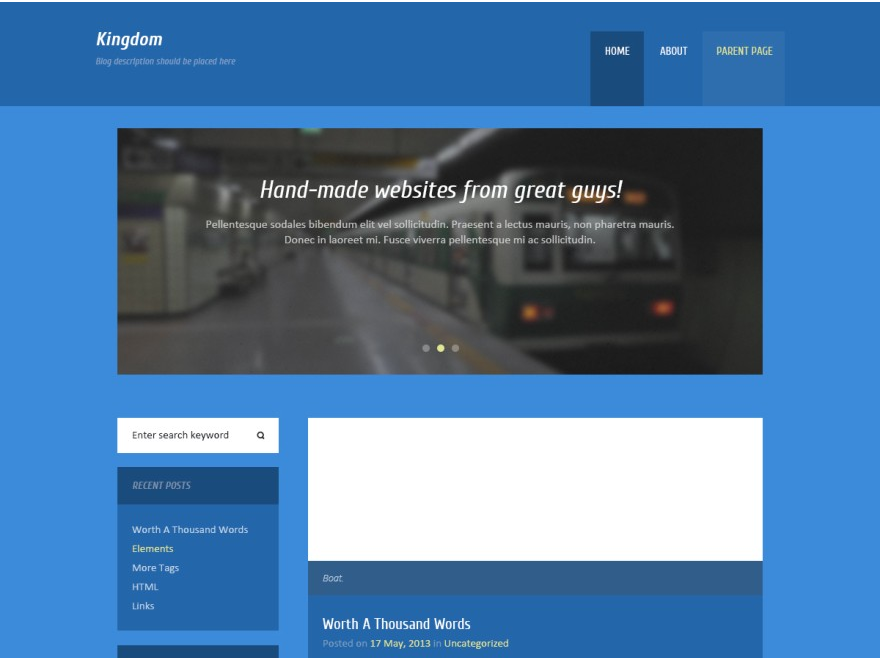 Kingdom
Blog description should be placed here
HOME
ABOUT
PARENT PAGE
Hand-made websites from great guys!
Pellentesque sodales bibendum elit vel sollicitudin. Praesent a lectus mauris, non pharetra mauris.
Donec in laoreet mi. Fusce viverra pellentesque mi ac sollicitudin.
Enter search keyword
RECENT POSTS
Worth A Thousand Words
Elements
More Tags
HTML
Links
Boat.
Worth A Thousand Words
Posted on 17 May, 2013 in Uncategorized